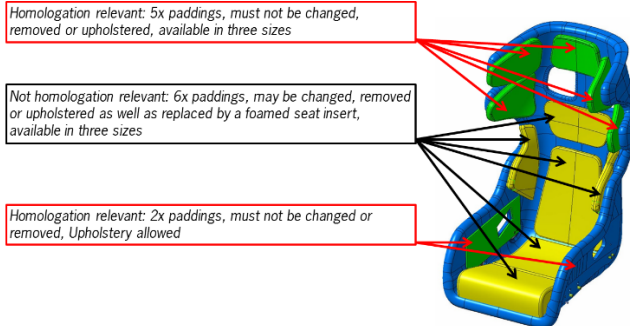 Homologation relevant: 5x paddings, must not be changed,
removed or upholstered, available in three sizes
Not homologation relevant: 6x paddings, may be changed, removed
or upholstered as well as replaced by a foamed seat insert,
available in three sizes
Homologation relevant: 2x paddings, must not be changed or
removed, Upholstery allowed